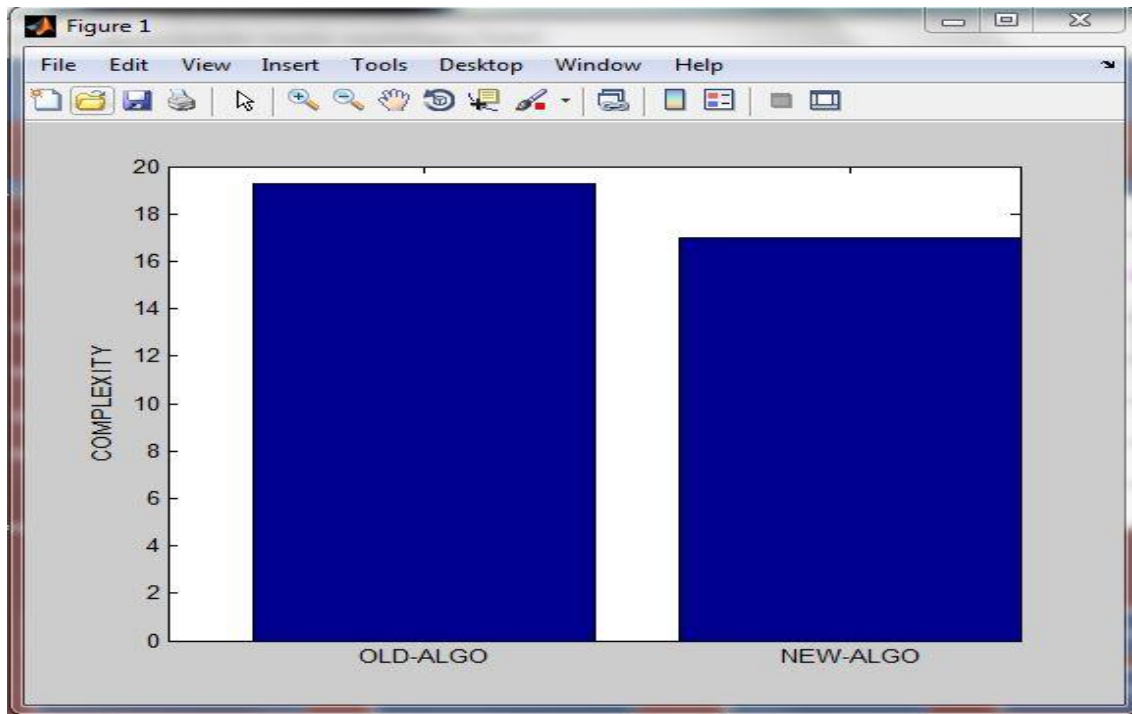 Figure 1
File Edit View Insert Tools Desktop Window Help
20
18
16
14
12
10
8
6
4
2
0
COMPLEXITY
OLD-ALGO NEW-ALGO